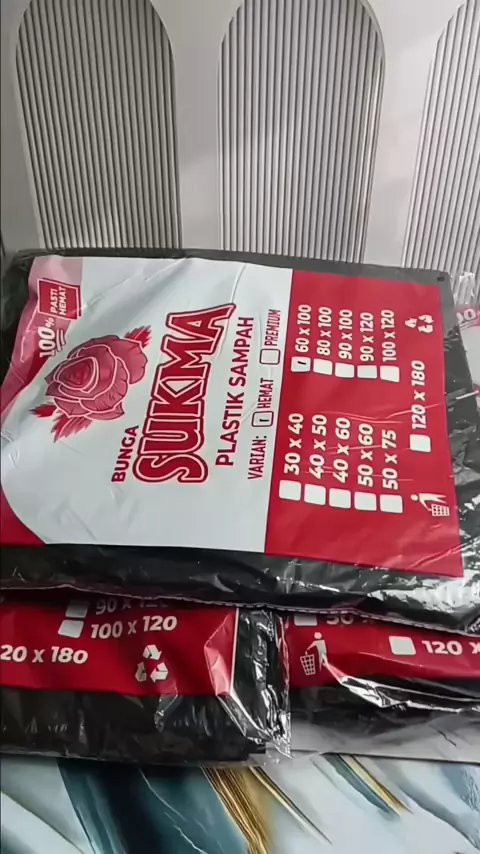 100%
PASTI
HEMAT
BUNGA
SUKMA
PLASTIK SAMPAH
VARIAN: HEMAT PREMIUM
30 X 40
40 X 50
40 X 60
50 X 60
50 X 75
60 X 100
80 X 100
90 X 100
90 X 120
100 X 120
120 X 180
90 X 120
100 X 120
20 X 180
50
120 X